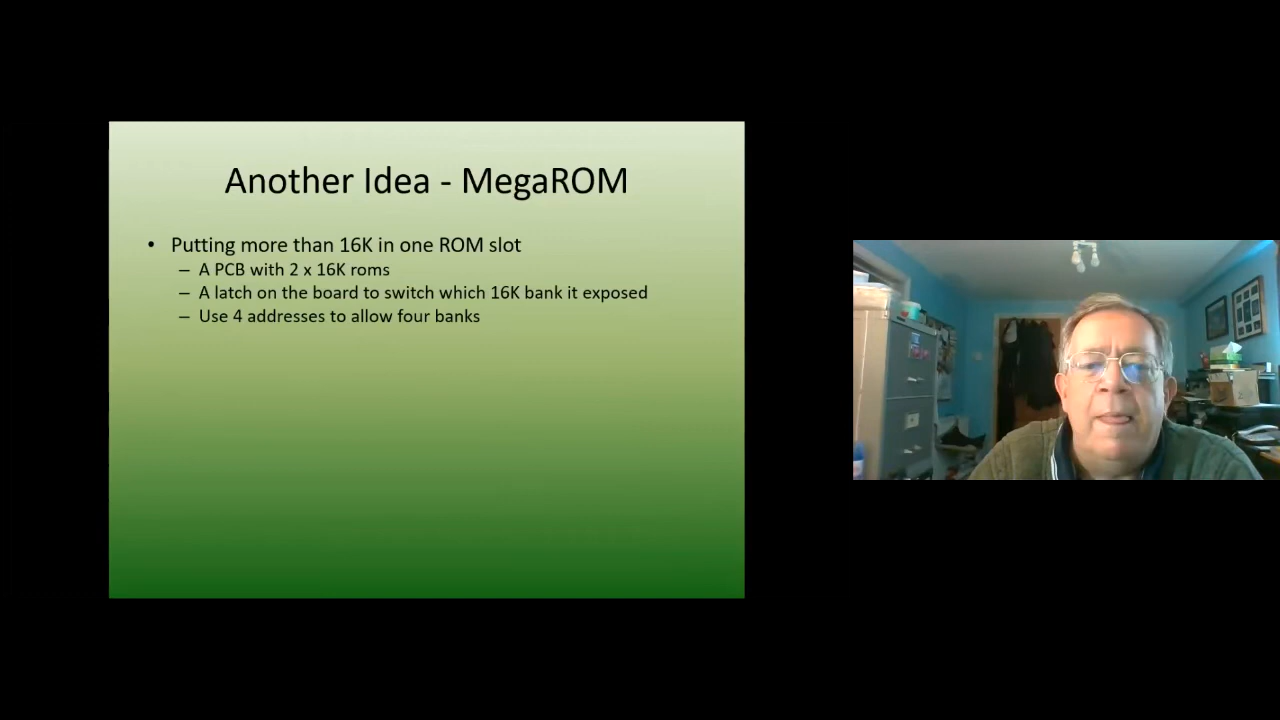 Another Idea - MegaROM
• Putting more than 16K in one ROM slot
– A PCB with 2 x 16K roms
– A latch on the board to switch which 16K bank it exposed
– Use 4 addresses to allow four banks